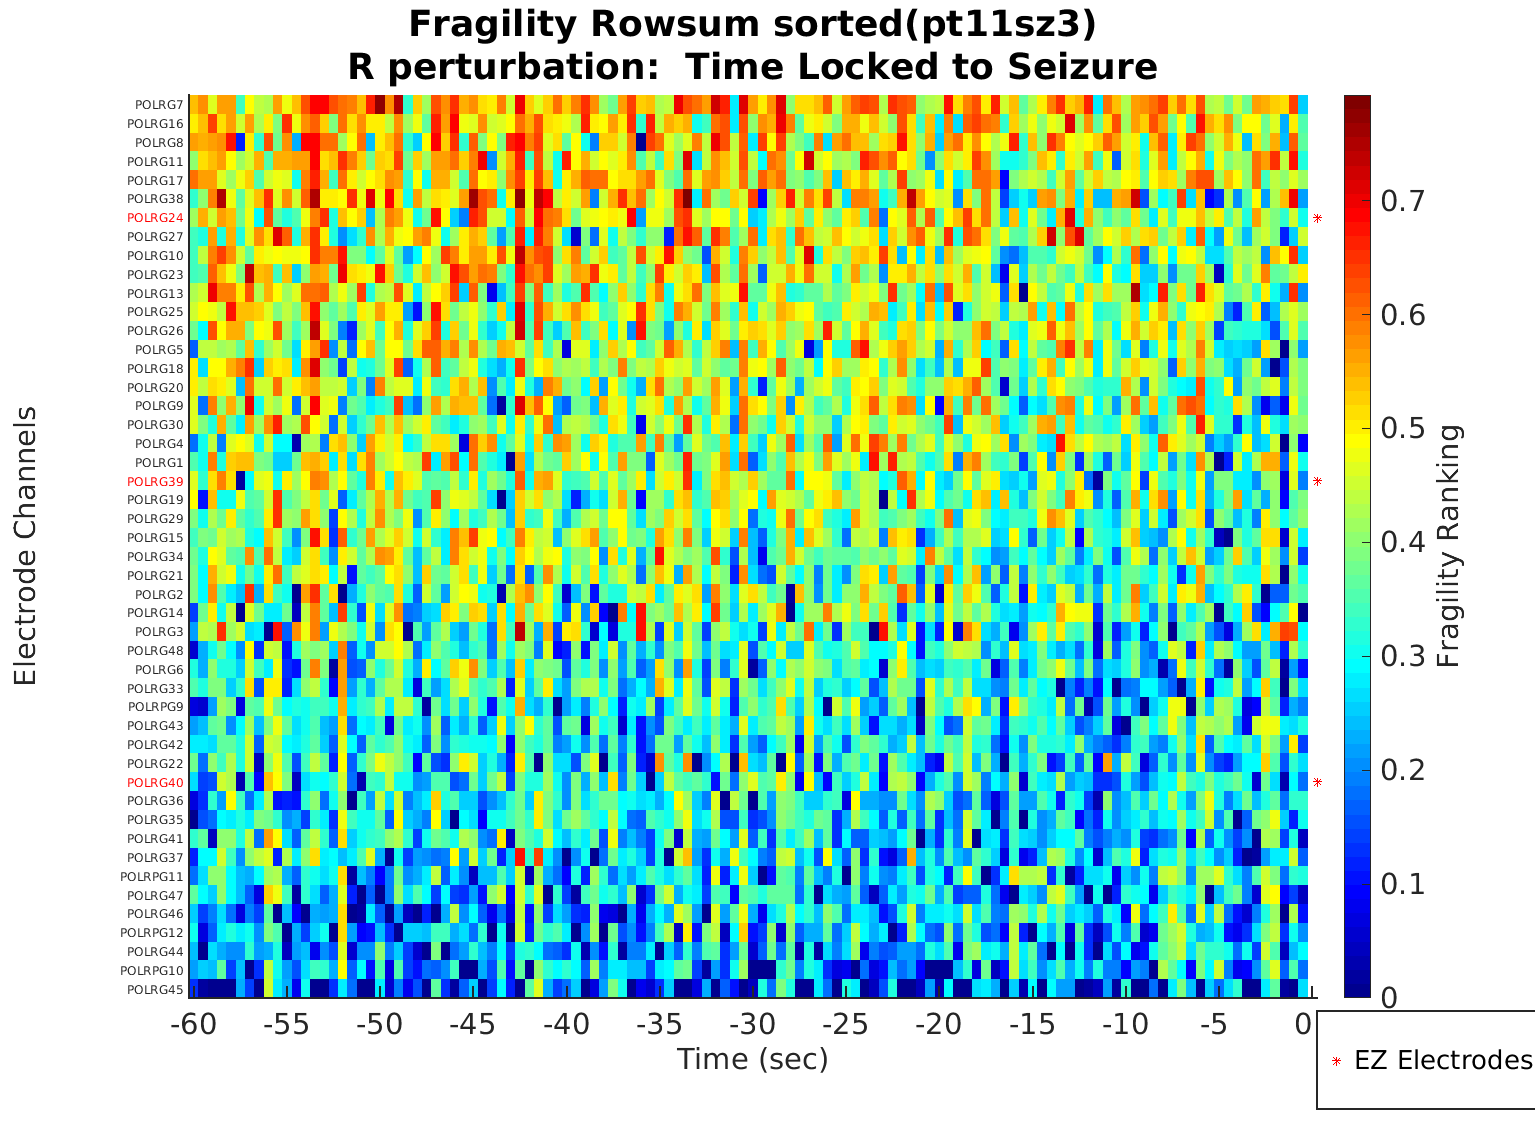 Fragility Rowsum sorted(pt11sz3)
R perturbation:  Time Locked to Seizure
Electrode Channels
POLRG7
POLRG16
POLRG8
POLRG11
POLRG17
POLRG38
POLRG24
POLRG27
POLRG10
POLRG23
POLRG13
POLRG25
POLRG26
POLRG5
POLRG18
POLRG20
POLRG9
POLRG30
POLRG4
POLRG1
POLRG39
POLRG19
POLRG29
POLRG15
POLRG34
POLRG21
POLRG2
POLRG14
POLRG3
POLRG48
POLRG6
POLRG33
POLRPG9
POLRG43
POLRG42
POLRG22
POLRG40
POLRG36
POLRG35
POLRG41
POLRG37
POLRPG11
POLRG47
POLRG46
POLRPG12
POLRG44
POLRPG10
POLRG45
-60 -55 -50 -45 -40 -35 -30 -25 -20 -15 -10 -5 0
Time (sec)
0.7
0.6
0.5
0.4
0.3
0.2
0.1
0
Fragility Ranking
EZ Electrodes